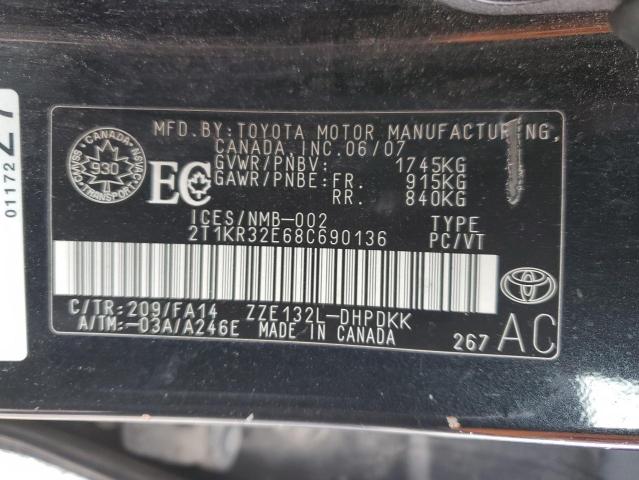 MFD. BY: TOYOTA MOTOR MANUFACTURING,
CANADA, INC. 06/07
GVWR/PNBV: 1745KG
GAWR/PNBE: FR. 915KG
RR. 840KG
ICES/NMB-002 TYPE
2T1KR32E68C690136 PC/VT
CANADA
930
TRANSPORT
EC
C/TR: 209/FA14 ZZE132L-DHPDKK
A/TM: -03A/A246E MADE IN CANADA
267 AC
TOYOTA
01172